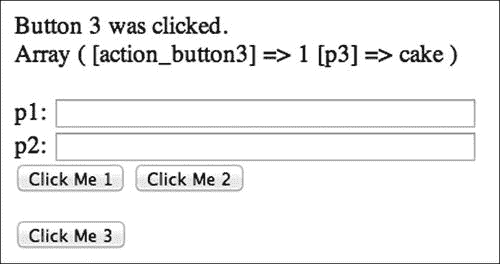 Button 3 was clicked.
Array ( [action_button3] => 1 [p3] => cake )
p1:
p2:
Click Me 1 Click Me 2
Click Me 3